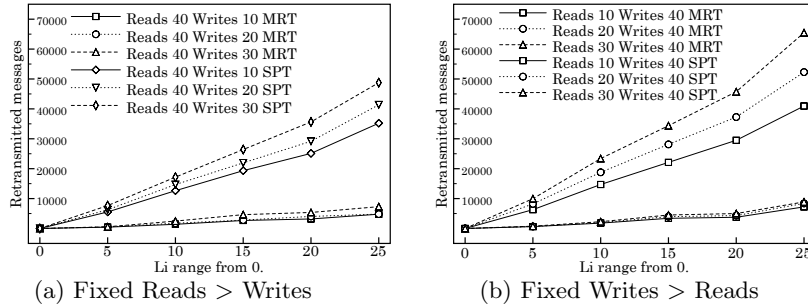 Retransmitted messages
70000
60000
50000
40000
30000
20000
10000
Reads 40 Writes 10 MRT
Reads 40 Writes 20 MRT
Reads 40 Writes 30 MRT
Reads 40 Writes 10 SPT
Reads 40 Writes 20 SPT
Reads 40 Writes 30 SPT
0 5 10 15 20 25
Li range from 0.
(a) Fixed Reads > Writes
Retransmitted messages
70000
60000
50000
40000
30000
20000
10000
Reads 10 Writes 40 MRT
Reads 20 Writes 40 MRT
Reads 30 Writes 40 MRT
Reads 10 Writes 40 SPT
Reads 20 Writes 40 SPT
Reads 30 Writes 40 SPT
0 5 10 15 20 25
Li range from 0.
(b) Fixed Writes > Reads